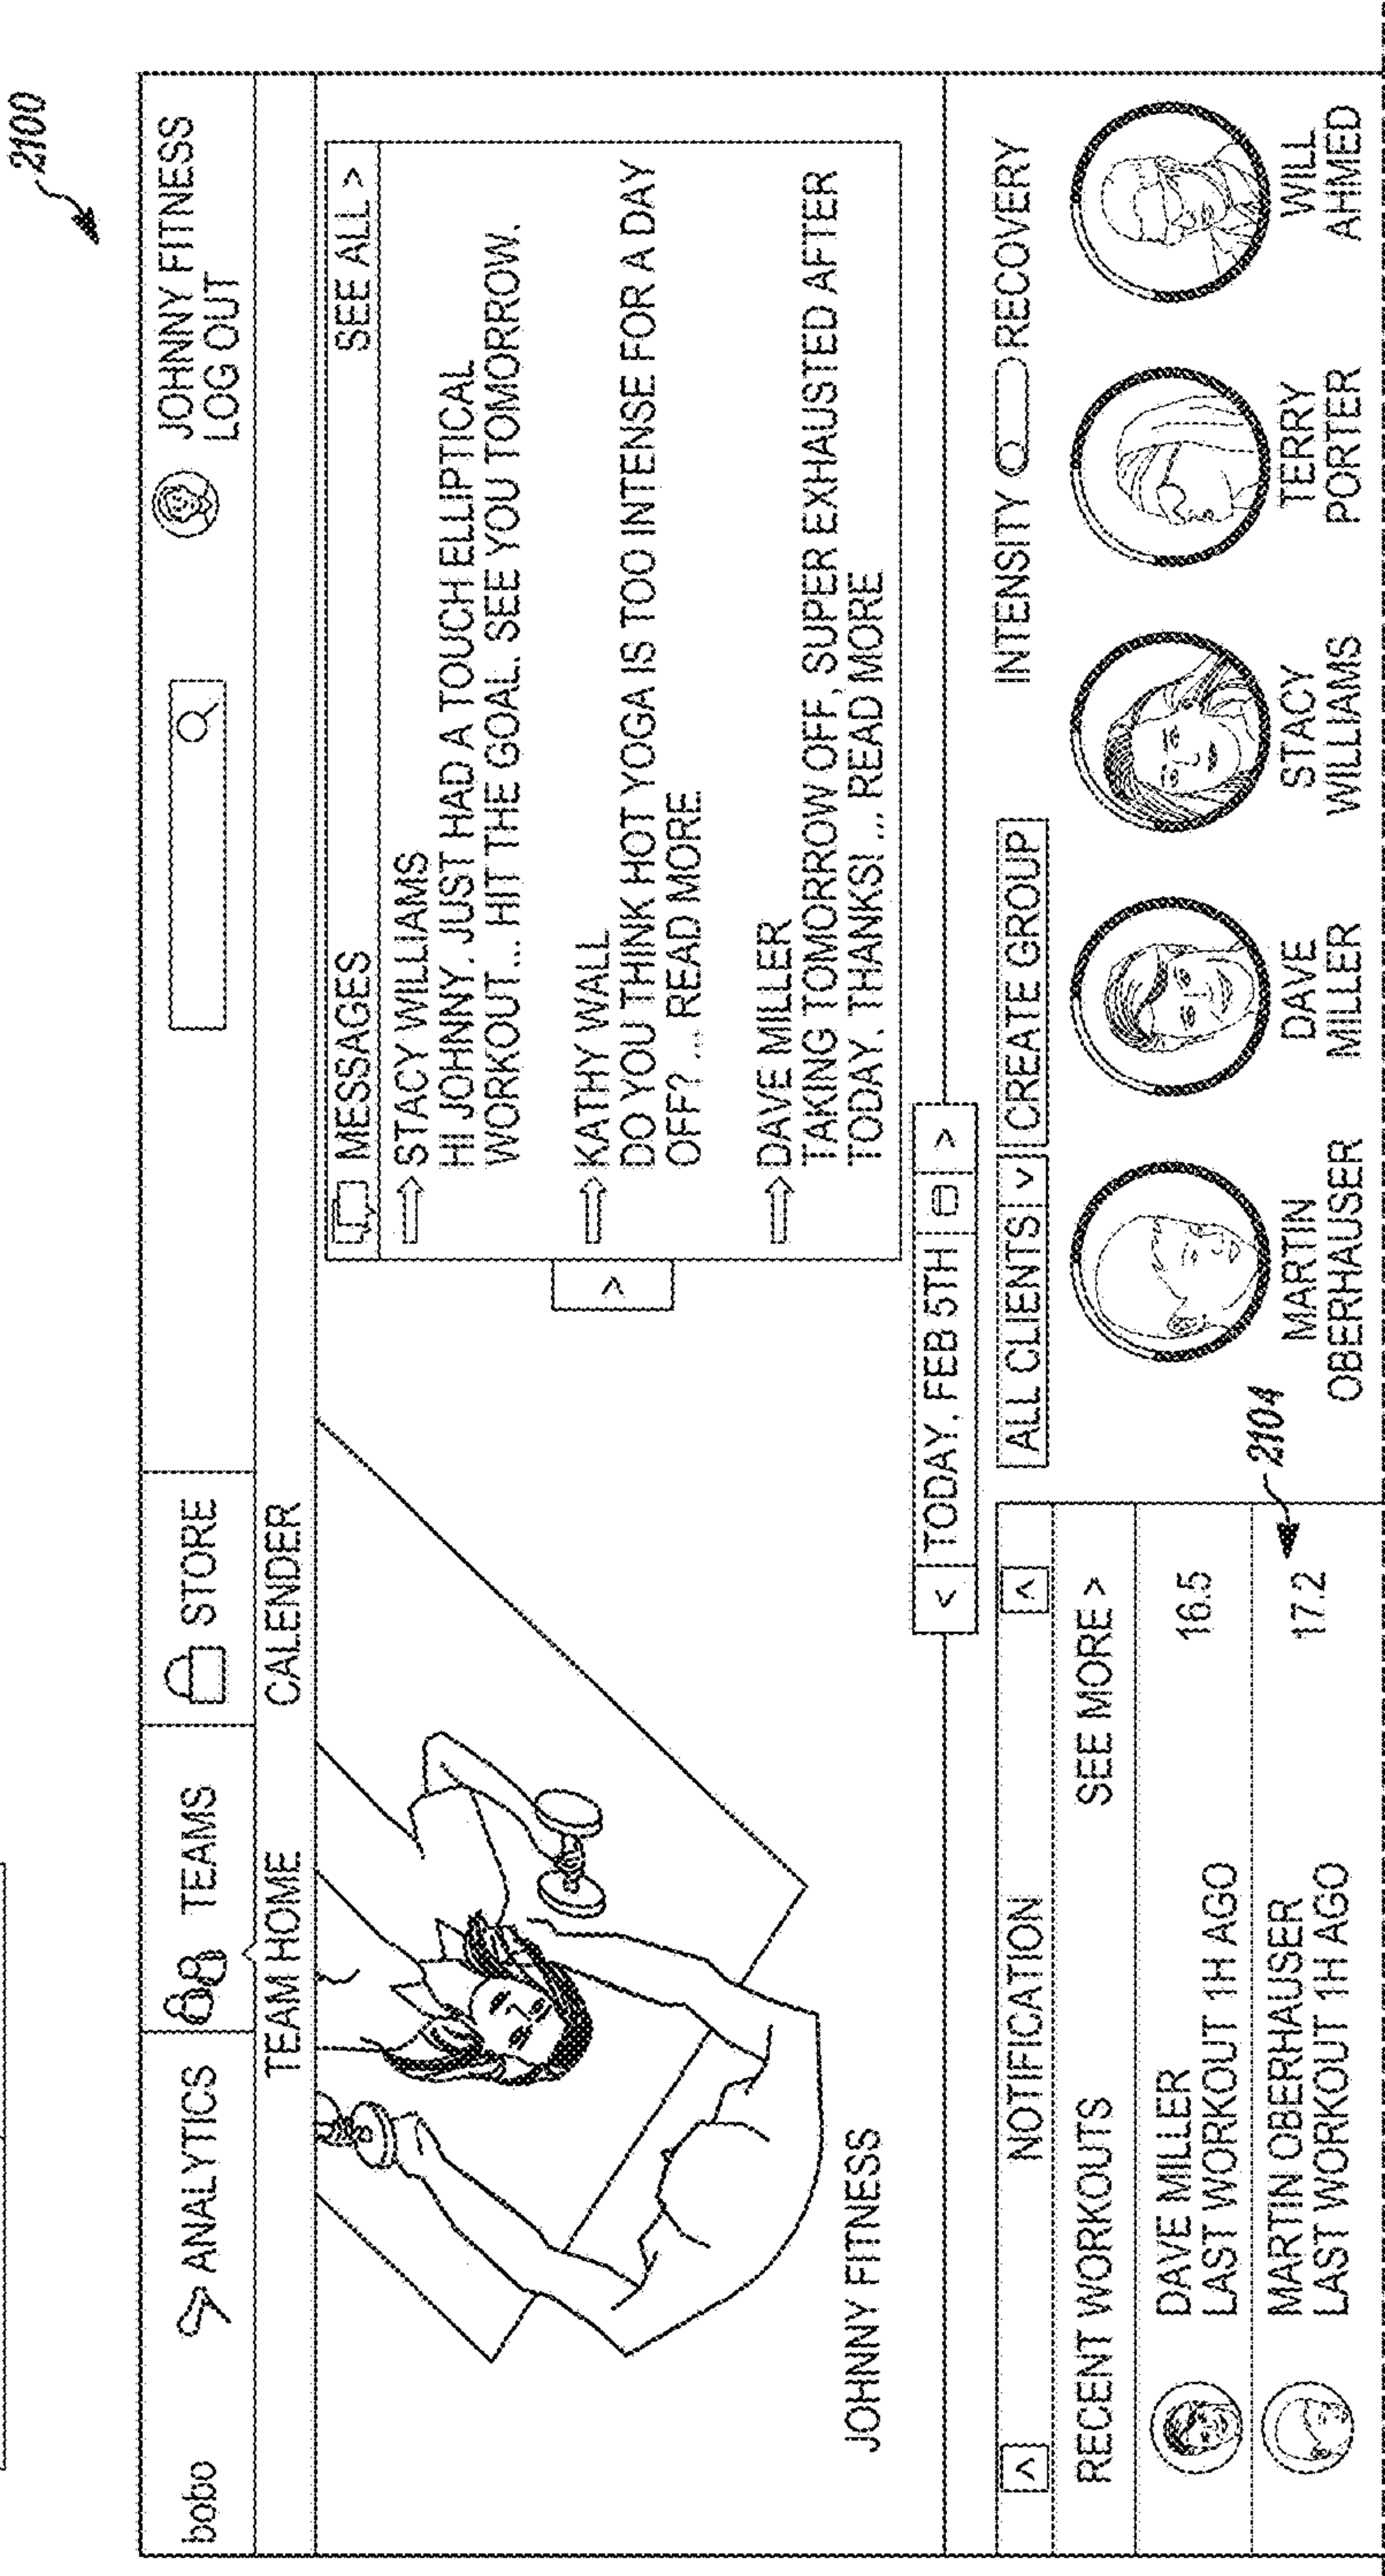 2100
bobo
ANALYTICS
TEAMS
STORE
JOHNNY FITNESS
LOG OUT
TEAM HOME
CALENDER
MESSAGES
SEE ALL >
STACY WILLIAMS
HI JOHNNY. JUST HAD A TOUCH ELLIPTICAL
WORKOUT... HIT THE GOAL. SEE YOU TOMORROW.
KATHY WALL
DO YOU THINK HOT YOGA IS TOO INTENSE FOR A DAY
OFF? ... READ MORE
DAVE MILLER
TAKING TOMORROW OFF, SUPER EXHAUSTED AFTER
TODAY. THANKS! ... READ MORE
JOHNNY FITNESS
< TODAY, FEB 5TH >
NOTIFICATION
RECENT WORKOUTS
SEE MORE >
DAVE MILLER
LAST WORKOUT 1H AGO
16.5
MARTIN OBERHAUSER
LAST WORKOUT 1H AGO
17.2
2104
ALL CLIENTS
CREATE GROUP
INTENSITY
RECOVERY
MARTIN
OBERHAUSER
DAVE
MILLER
STACY
WILLIAMS
TERRY
PORTER
WILL
AHMED